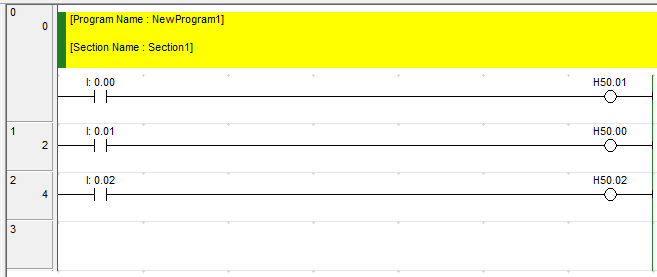 0
0
[Program Name : NewProgram1]
[Section Name : Section1]
I: 0.00
H50.01
1
2
I: 0.01
H50.00
2
4
I: 0.02
H50.02
3